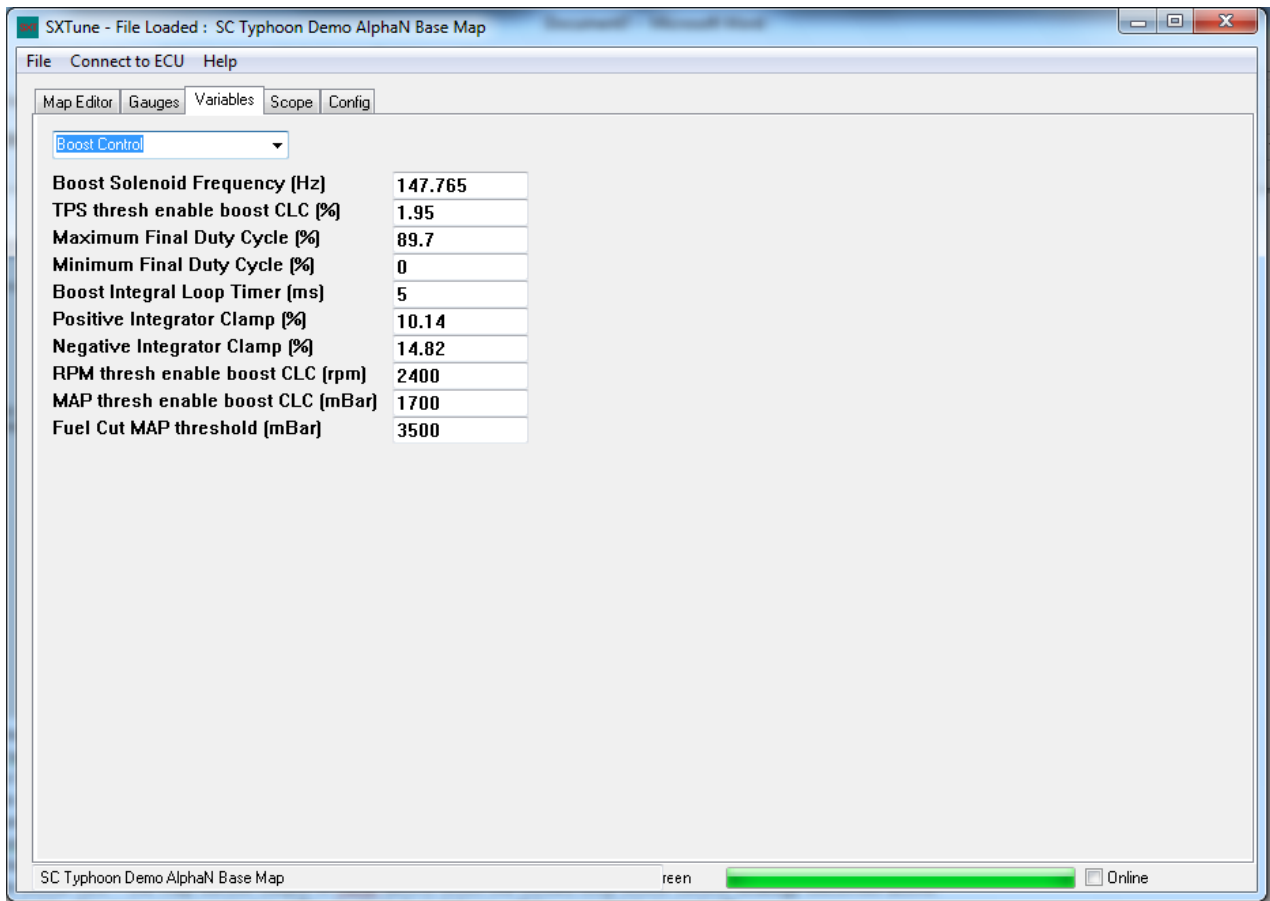 SXTune - File Loaded : SC Typhoon Demo AlphaN Base Map
File Connect to ECU Help
Map Editor Gauges Variables Scope Config
Boost Control
Boost Solenoid Frequency (Hz) 147.765
TPS thresh enable boost CLC (%) 1.95
Maximum Final Duty Cycle (%) 89.7
Minimum Final Duty Cycle (%) 0
Boost Integral Loop Timer (ms) 5
Positive Integrator Clamp (%) 10.14
Negative Integrator Clamp (%) 14.82
RPM thresh enable boost CLC (rpm) 2400
MAP thresh enable boost CLC (mBar) 1700
Fuel Cut MAP threshold (mBar) 3500
SC Typhoon Demo AlphaN Base Map reen Online